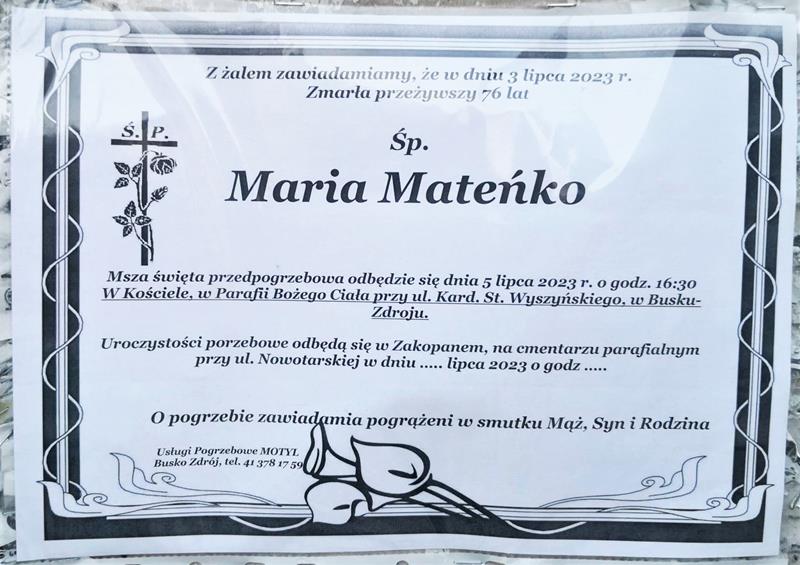 Z żalem zawiadamiamy, że w dniu 3 lipca 2023 r.
Zmarła przeżywszy 76 lat
Ś. P.
Śp.
Maria Mateńko
Msza święta przedpogrzebowa odbędzie się dnia 5 lipca 2023 r. o godz. 16:30
W Kościele, w Parafii Bożego Ciała przy ul. Kard. St. Wyszyńskiego, w Busku-
Zdroju.
Uroczystości porzebowe odbędą się w Zakopanem, na cmentarzu parafialnym
przy ul. Nowotarskiej w dniu ..... lipca 2023 o godz .....
O pogrzebie zawiadamia pogrążeni w smutku Mąż, Syn i Rodzina
Usługi Pogrzebowe MOTYL
Busko Zdrój, tel. 41 378 17 59